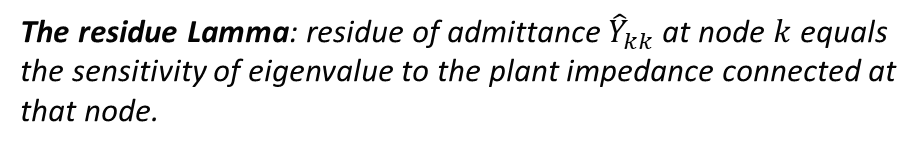 The residue Lamma: residue of admittance Ŷ_kk at node k equals
the sensitivity of eigenvalue to the plant impedance connected at
that node.